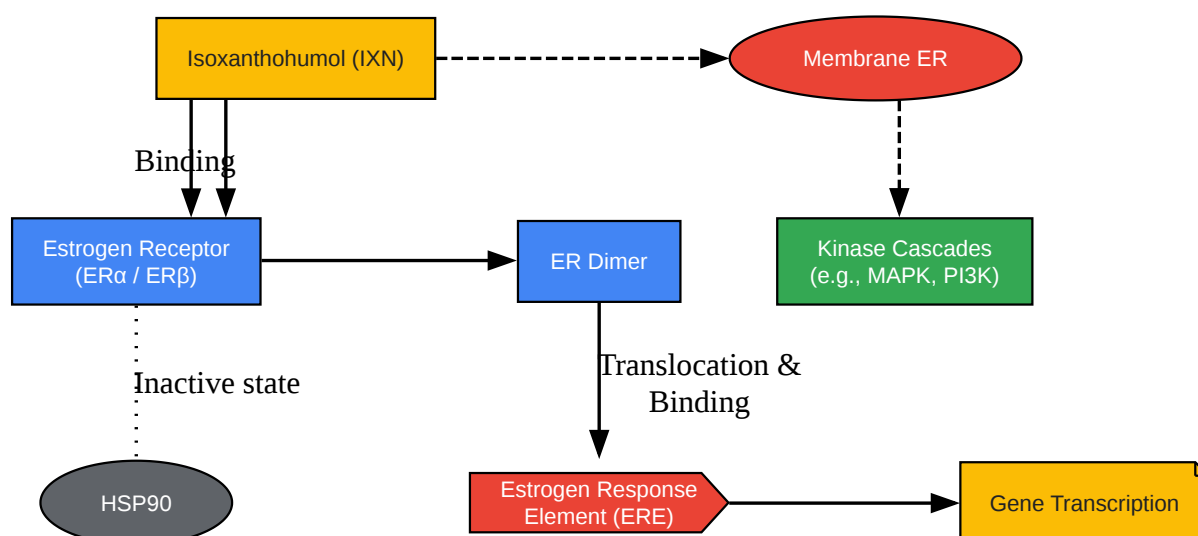 Isoxanthohumol (IXN)
Membrane ER
Binding
Estrogen Receptor
(ERα / ERβ)
ER Dimer
Kinase Cascades
(e.g., MAPK, PI3K)
Inactive state
Translocation &
Binding
HSP90
Estrogen Response
Element (ERE)
Gene Transcription